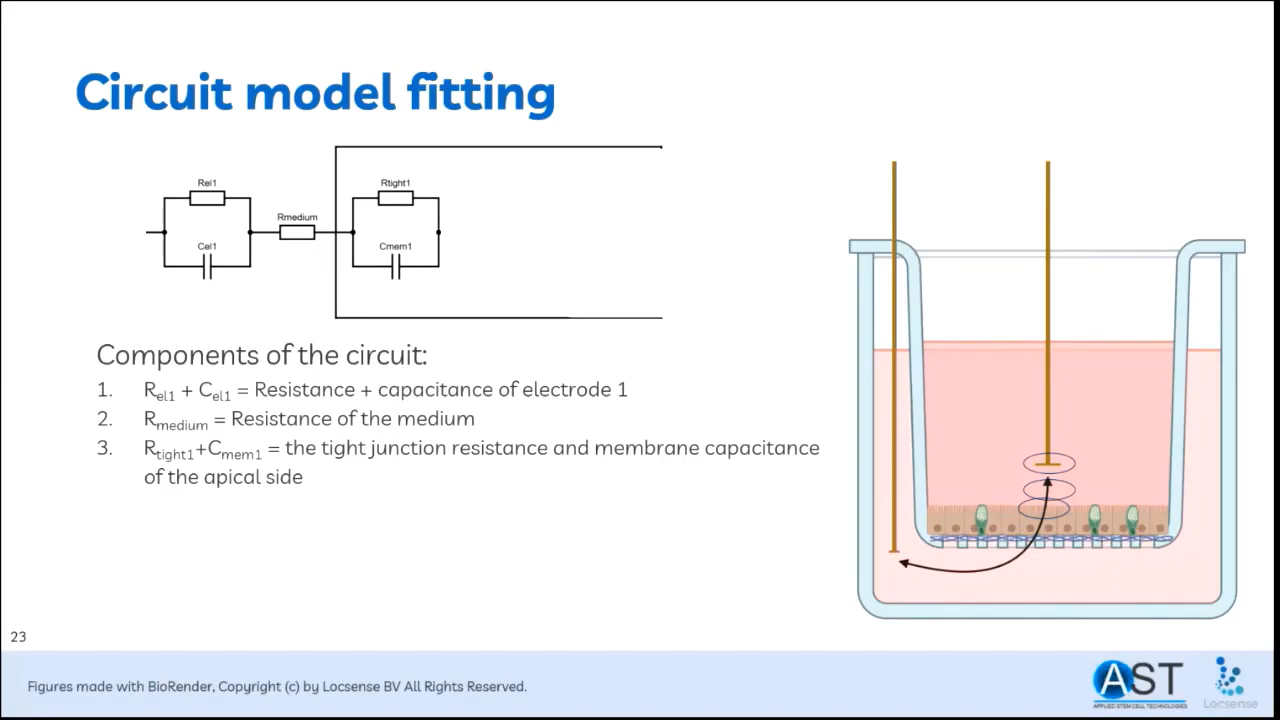 Circuit model fitting
Rel1
Rtight1
Rmedium
Cel1
Cmem1
Components of the circuit:
1. Rel1 + Cel1 = Resistance + capacitance of electrode 1
2. Rmedium = Resistance of the medium
3. Rtight1+Cmem1 = the tight junction resistance and membrane capacitance
of the apical side
23
Figures made with BioRender, Copyright (c) by Locsense BV All Rights Reserved.
AST
APPLIED STEM CELL TECHNOLOGIES
Locsense